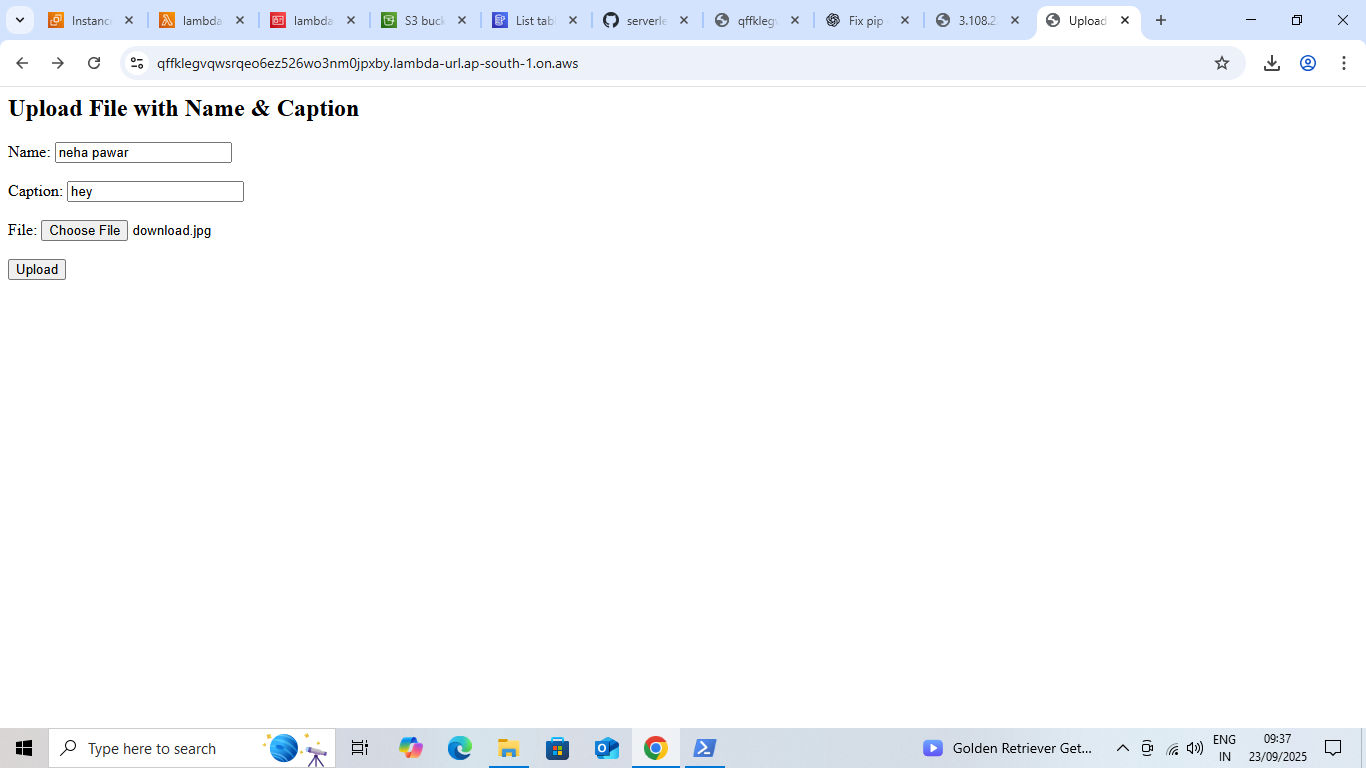 Instanc
lambda
lambda
S3 buck
List tabl
serverle
qffklegv
Fix pip
3.108.2
Upload
qffklegvqwsrqeo6ez526wo3nm0jpxby.lambda-url.ap-south-1.on.aws
Upload File with Name & Caption
Name: neha pawar
Caption: hey
File: Choose File download.jpg
Upload
Type here to search
Golden Retriever Get...
ENG
IN
09:37
23/09/2025